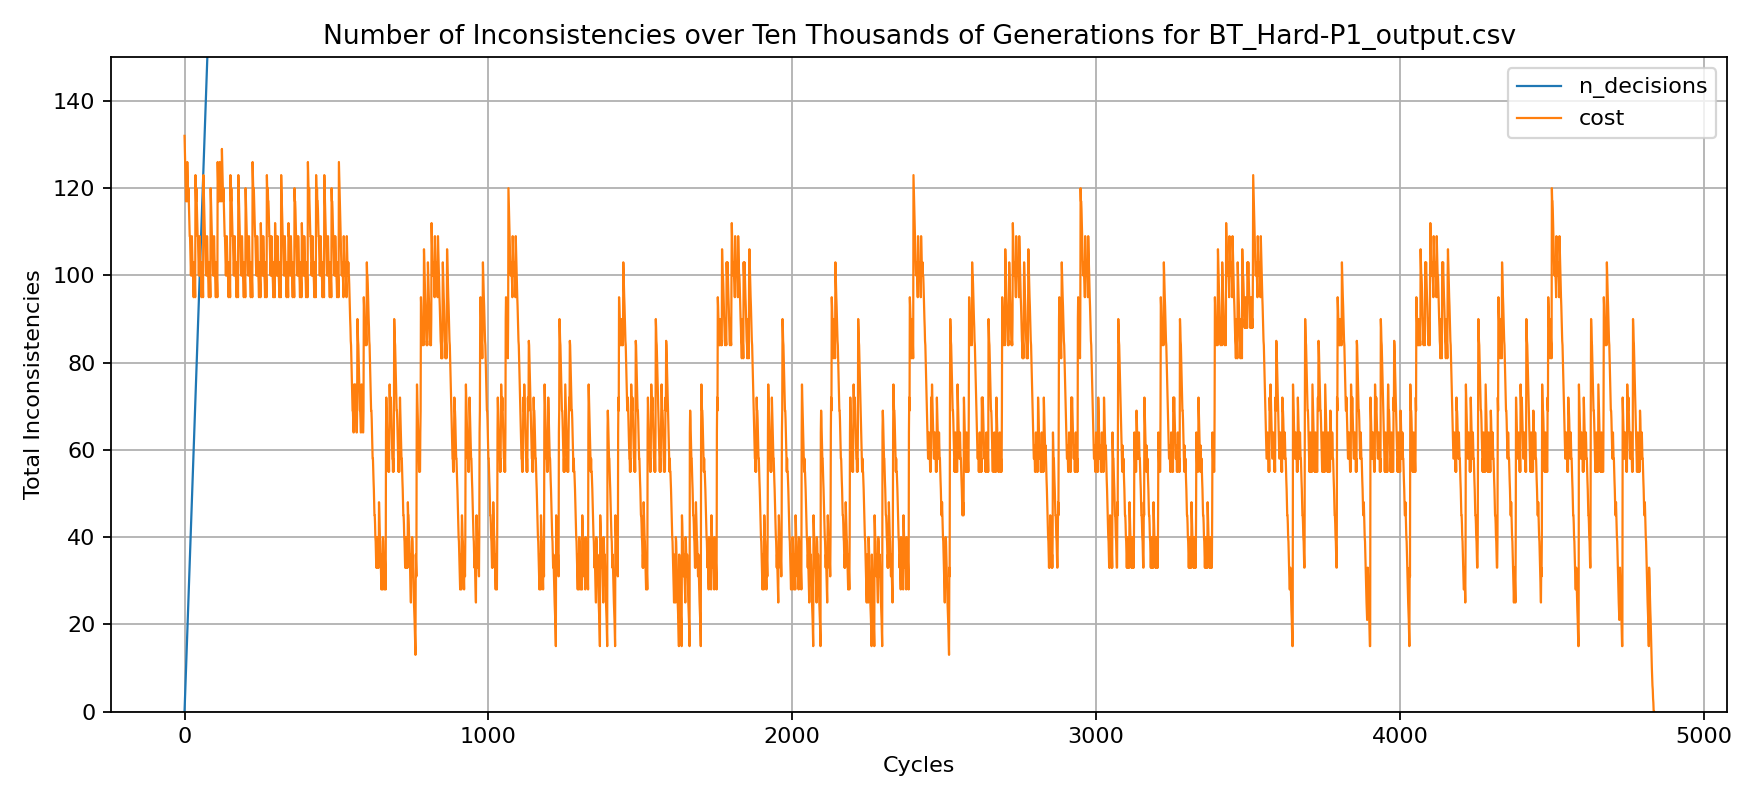 Number of Inconsistencies over Ten Thousands of Generations for BT_Hard-P1_output.csv
n_decisions
cost
Total Inconsistencies
140
120
100
80
60
40
20
0
0 1000 2000 3000 4000 5000
Cycles